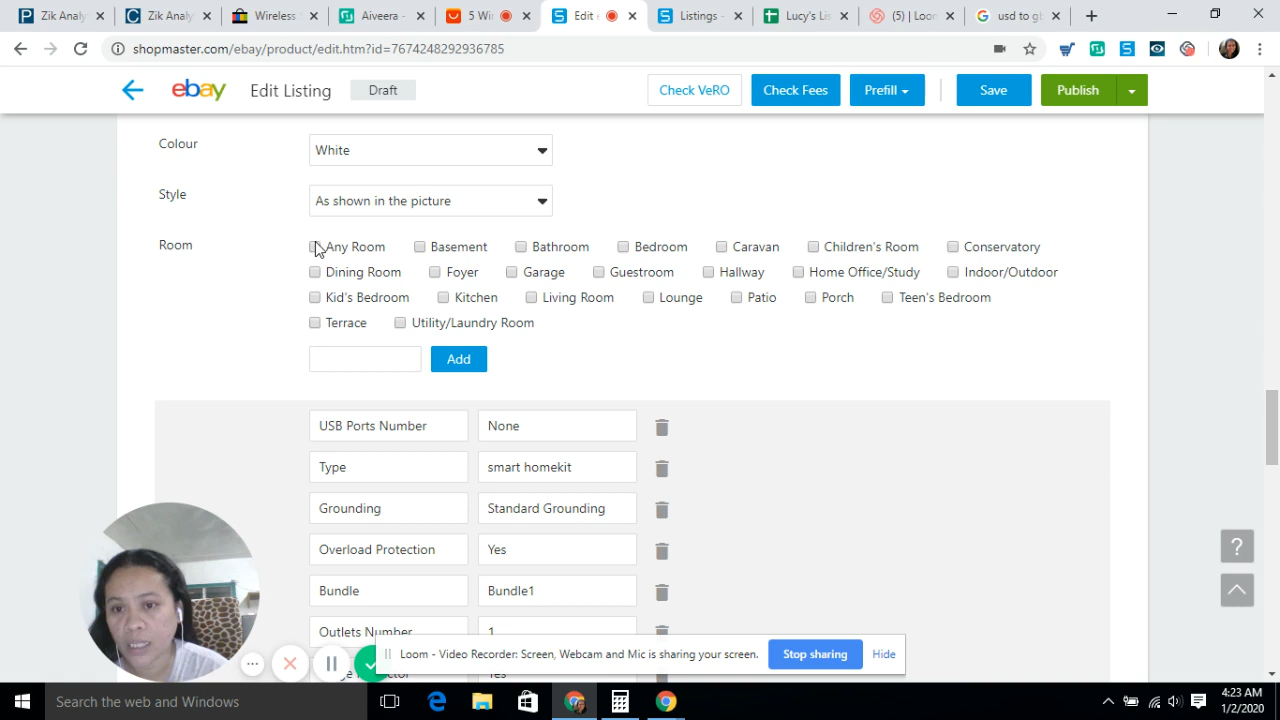 Zik Analy
Zik Analy
Wireless
Aiveera
5 Wi
Edit
Listings -
Lucy's Li
(5) | Loo
usd to g
shopmaster.com/ebay/product/edit.htm?id=7674248292936785
ebay Edit Listing Draft Check VeRO Check Fees Prefill Save Publish
Colour White
Style As shown in the picture
Room Any Room Basement Bathroom Bedroom Caravan Children's Room Conservatory
Dining Room Foyer Garage Guestroom Hallway Home Office/Study Indoor/Outdoor
Kid's Bedroom Kitchen Living Room Lounge Patio Porch Teen's Bedroom
Terrace Utility/Laundry Room
Add
USB Ports Number None
Type smart homekit
Grounding Standard Grounding
Overload Protection Yes
Bundle Bundle1
Outlets Number 1
Loom - Video Recorder: Screen, Webcam and Mic is sharing your screen. Stop sharing Hide
Search the web and Windows
4:23 AM
1/2/2020